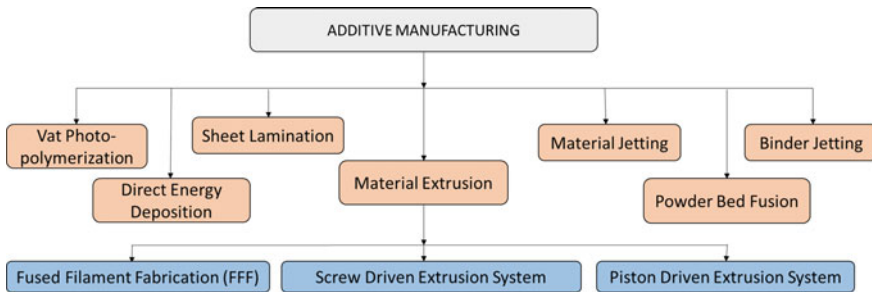 ADDITIVE MANUFACTURING
Vat Photo-
polymerization
Sheet Lamination
Material Jetting
Binder Jetting
Direct Energy
Deposition
Material Extrusion
Powder Bed Fusion
Fused Filament Fabrication (FFF)
Screw Driven Extrusion System
Piston Driven Extrusion System